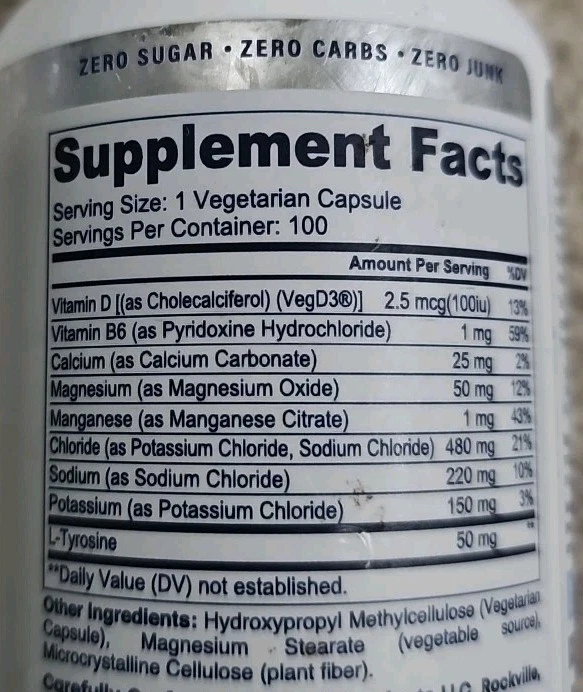 ZERO SUGAR • ZERO CARBS • ZERO JUNK
Supplement Facts
Serving Size: 1 Vegetarian Capsule
Servings Per Container: 100
Amount Per Serving %DV
Vitamin D [(as Cholecalciferol) (VegD3®)] 2.5 mcg(100iu) 13%
Vitamin B6 (as Pyridoxine Hydrochloride) 1 mg 59%
Calcium (as Calcium Carbonate) 25 mg 2%
Magnesium (as Magnesium Oxide) 50 mg 12%
Manganese (as Manganese Citrate) 1 mg 43%
Chloride (as Potassium Chloride, Sodium Chloride) 480 mg 21%
Sodium (as Sodium Chloride) 220 mg 10%
Potassium (as Potassium Chloride) 150 mg 3%
L-Tyrosine 50 mg **
**Daily Value (DV) not established.
Other Ingredients: Hydroxypropyl Methylcellulose (Vegetarian
Capsule), Magnesium Stearate (vegetable source),
Microcrystalline Cellulose (plant fiber).
Carefully LLC Rockville,